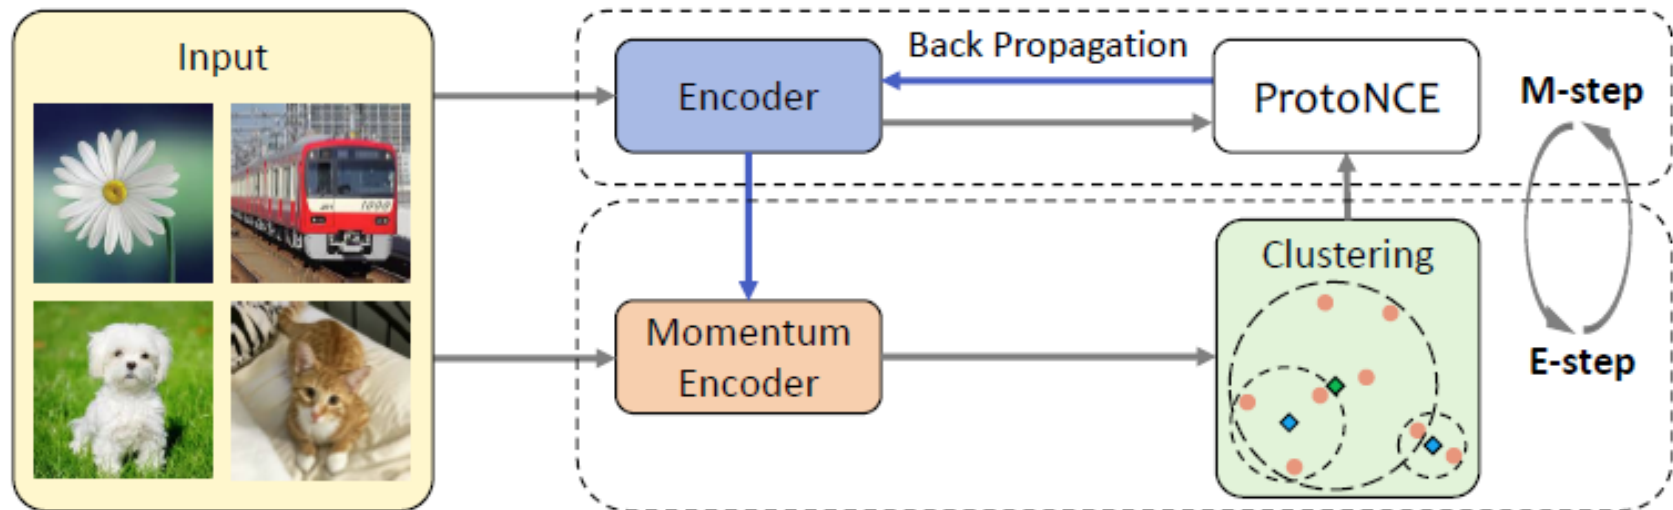 Input
Encoder
Back Propagation
ProtoNCE
M-step
Momentum
Encoder
Clustering
E-step